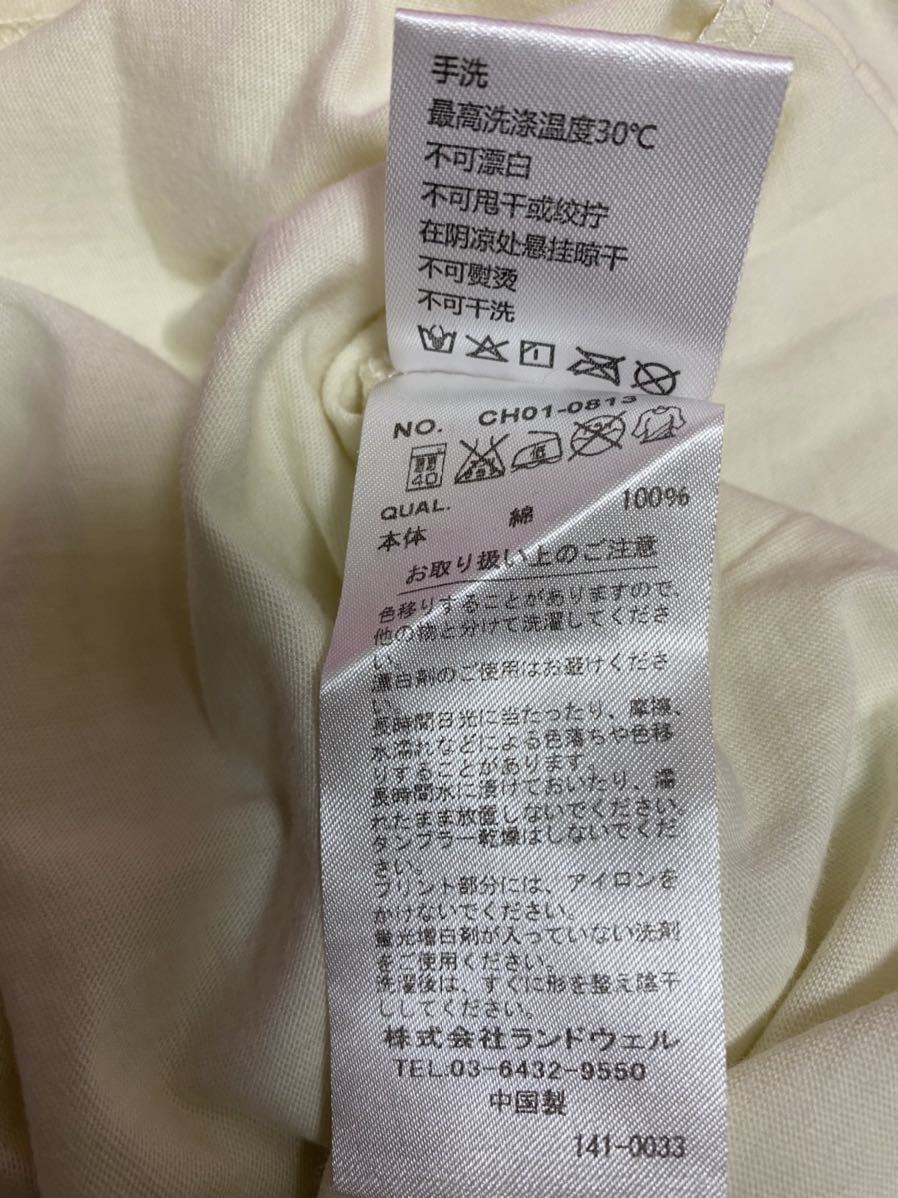 手洗
最高洗涤温度30℃
不可漂白
不可甩干或绞拧
在阴凉处悬挂晾干
不可熨烫
不可干洗
NO. CH01-0813
40 低
QUAL.
本体 綿 100%
お取り扱い上のご注意
色移りすることがありますので、
他の物と分けて洗濯してくださ
い。
漂白剤のご使用はお避けくださ
い。
長時間日光に当たったり、摩擦、
水濡れなどによる色落ちや色移
りすることがあります。
長時間水に漬けておいたり、濡
れたまま放置しないでください。
タンブラー乾燥はしないでくだ
さい。
プリント部分には、アイロンを
かけないでください。
蛍光増白剤が入っていない洗剤
をご使用ください。
洗濯後は、すぐに形を整え陰干
ししてください。
株式会社ランドウェル
TEL.03-6432-9550
中国製
141-0033